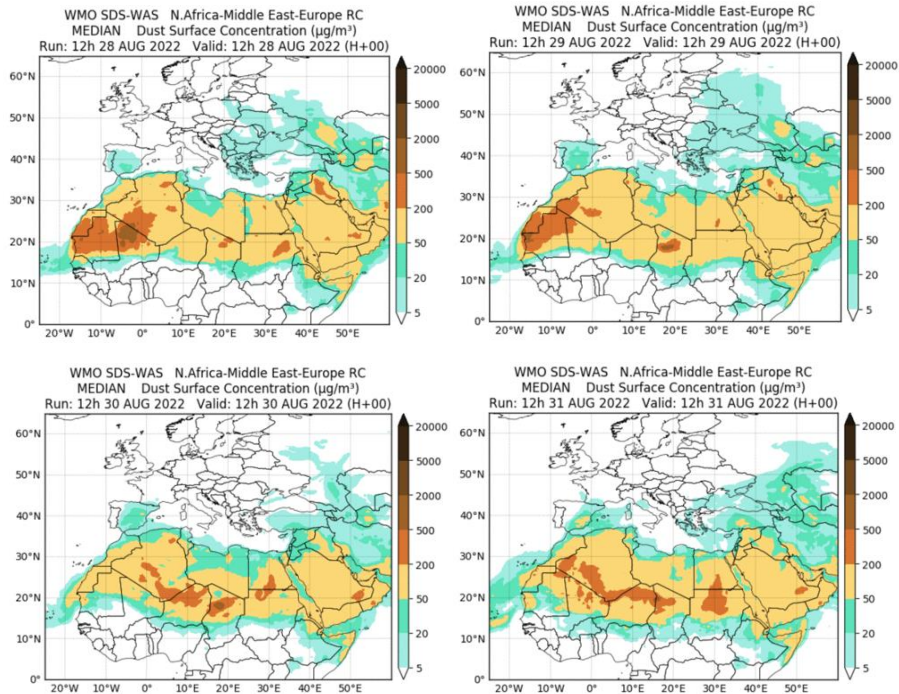 WMO SDS-WAS N.Africa-Middle East-Europe RC
MEDIAN Dust Surface Concentration (µg/m³)
Run: 12h 28 AUG 2022 Valid: 12h 28 AUG 2022 (H+00)
60°N
50°N
40°N
30°N
20°N
10°N
0°
20°W 10°W 0° 10°E 20°E 30°E 40°E 50°E
20000
5000
2000
500
200
50
20
5
WMO SDS-WAS N.Africa-Middle East-Europe RC
MEDIAN Dust Surface Concentration (µg/m³)
Run: 12h 29 AUG 2022 Valid: 12h 29 AUG 2022 (H+00)
60°N
50°N
40°N
30°N
20°N
10°N
0°
20°W 10°W 0° 10°E 20°E 30°E 40°E 50°E
20000
5000
2000
500
200
50
20
5
WMO SDS-WAS N.Africa-Middle East-Europe RC
MEDIAN Dust Surface Concentration (µg/m³)
Run: 12h 30 AUG 2022 Valid: 12h 30 AUG 2022 (H+00)
60°N
50°N
40°N
30°N
20°N
10°N
0°
20°W 10°W 0° 10°E 20°E 30°E 40°E 50°E
20000
5000
2000
500
200
50
20
5
WMO SDS-WAS N.Africa-Middle East-Europe RC
MEDIAN Dust Surface Concentration (µg/m³)
Run: 12h 31 AUG 2022 Valid: 12h 31 AUG 2022 (H+00)
60°N
50°N
40°N
30°N
20°N
10°N
0°
20°W 10°W 0° 10°E 20°E 30°E 40°E 50°E
20000
5000
2000
500
200
50
20
5